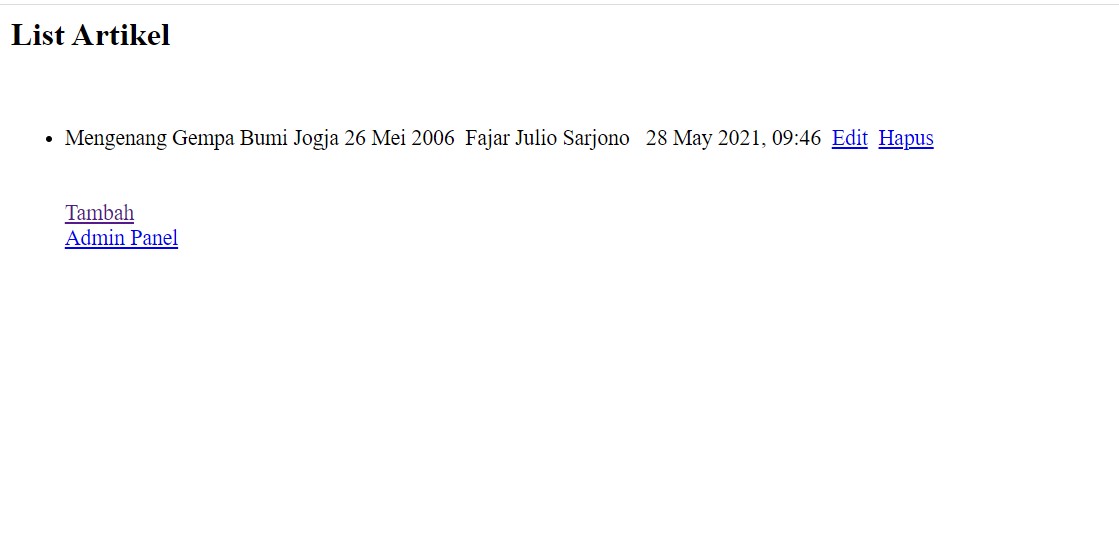 List Artikel
Mengenang Gempa Bumi Jogja 26 Mei 2006 Fajar Julio Sarjono 28 May 2021, 09:46 Edit Hapus
Tambah
Admin Panel